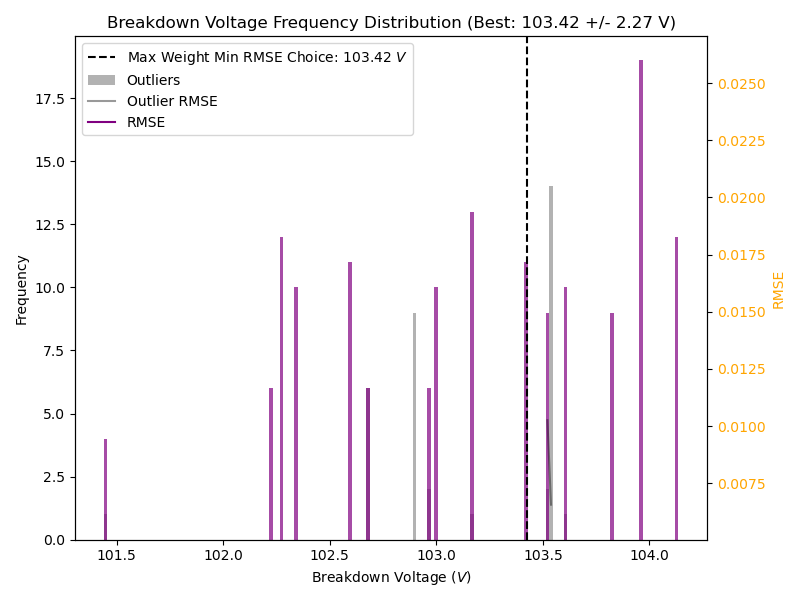 Breakdown Voltage Frequency Distribution (Best: 103.42 +/- 2.27 V)
Max Weight Min RMSE Choice: 103.42 V
Outliers
Outlier RMSE
RMSE
Frequency
17.5
15.0
12.5
10.0
7.5
5.0
2.5
0.0
0.0250
0.0225
0.0200
0.0175
0.0150
0.0125
0.0100
0.0075
RMSE
101.5 102.0 102.5 103.0 103.5 104.0
Breakdown Voltage (V)